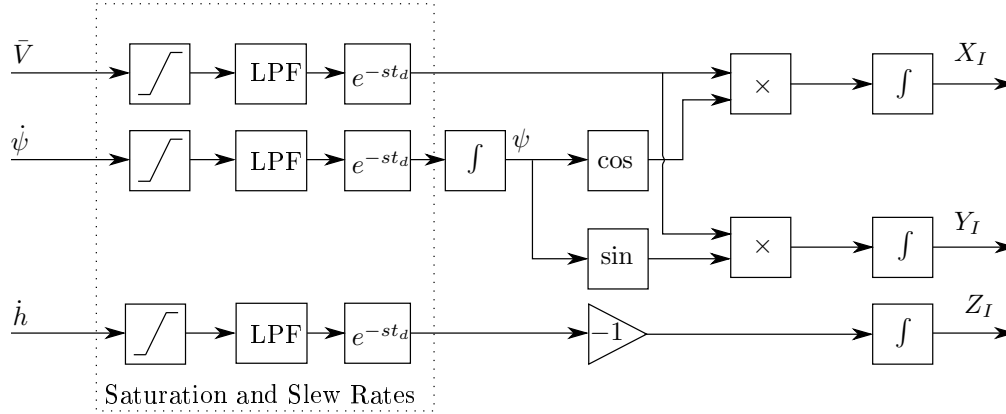 V̄ LPF e^{-st_d} × ∫ X_I
ψ̇ LPF e^{-st_d} ∫ ψ cos
sin × ∫ Y_I
ḣ LPF e^{-st_d} −1 ∫ Z_I
Saturation and Slew Rates